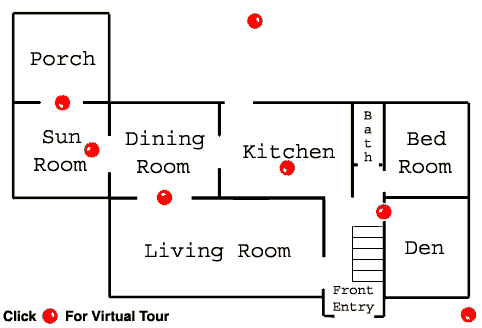 Porch
Sun
Room
Dining
Room
Kitchen
Bath
Bed
Room
Living Room
Den
Front
Entry
Click For Virtual Tour